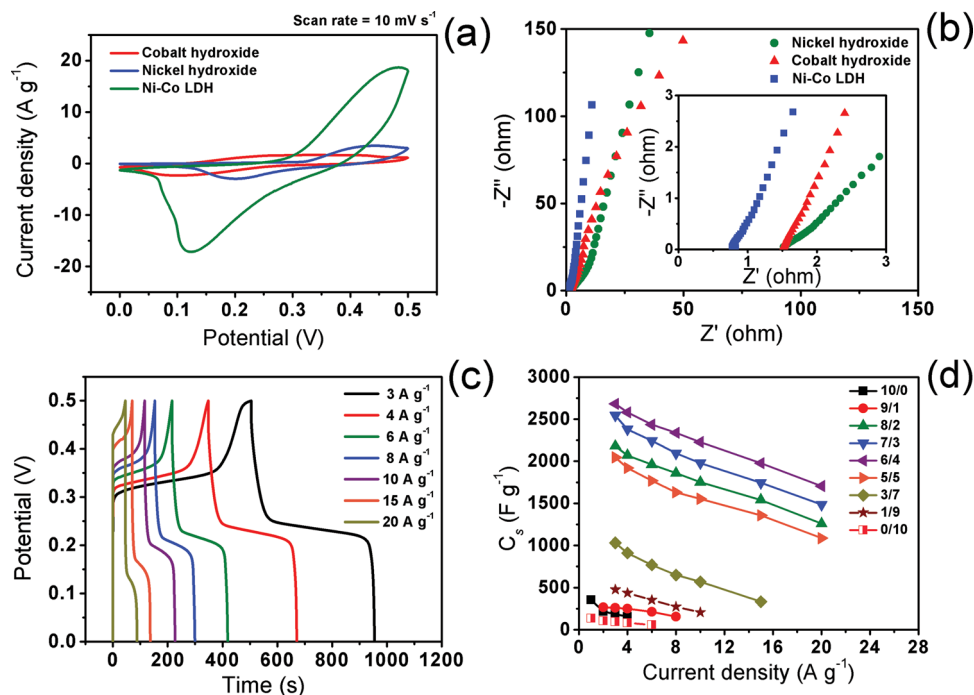 Scan rate = 10 mV s⁻¹
(a)
Cobalt hydroxide
Nickel hydroxide
Ni-Co LDH
Current density (A g⁻¹)
20
10
0
-10
-20
0.0 0.1 0.2 0.3 0.4 0.5
Potential (V)
(b)
Nickel hydroxide
Cobalt hydroxide
Ni-Co LDH
-Z" (ohm)
150
100
50
0
0 50 100 150
Z' (ohm)
-Z" (ohm)
3
2
1
0
0 1 2 3
Z' (ohm)
(c)
3 A g⁻¹
4 A g⁻¹
6 A g⁻¹
8 A g⁻¹
10 A g⁻¹
15 A g⁻¹
20 A g⁻¹
Potential (V)
0.5
0.4
0.3
0.2
0.1
0.0
0 200 400 600 800 1000 1200
Time (s)
(d)
10/0
9/1
8/2
7/3
6/4
5/5
3/7
1/9
0/10
Cₛ (F g⁻¹)
3000
2500
2000
1500
1000
500
0
0 4 8 12 16 20 24 28
Current density (A g⁻¹)